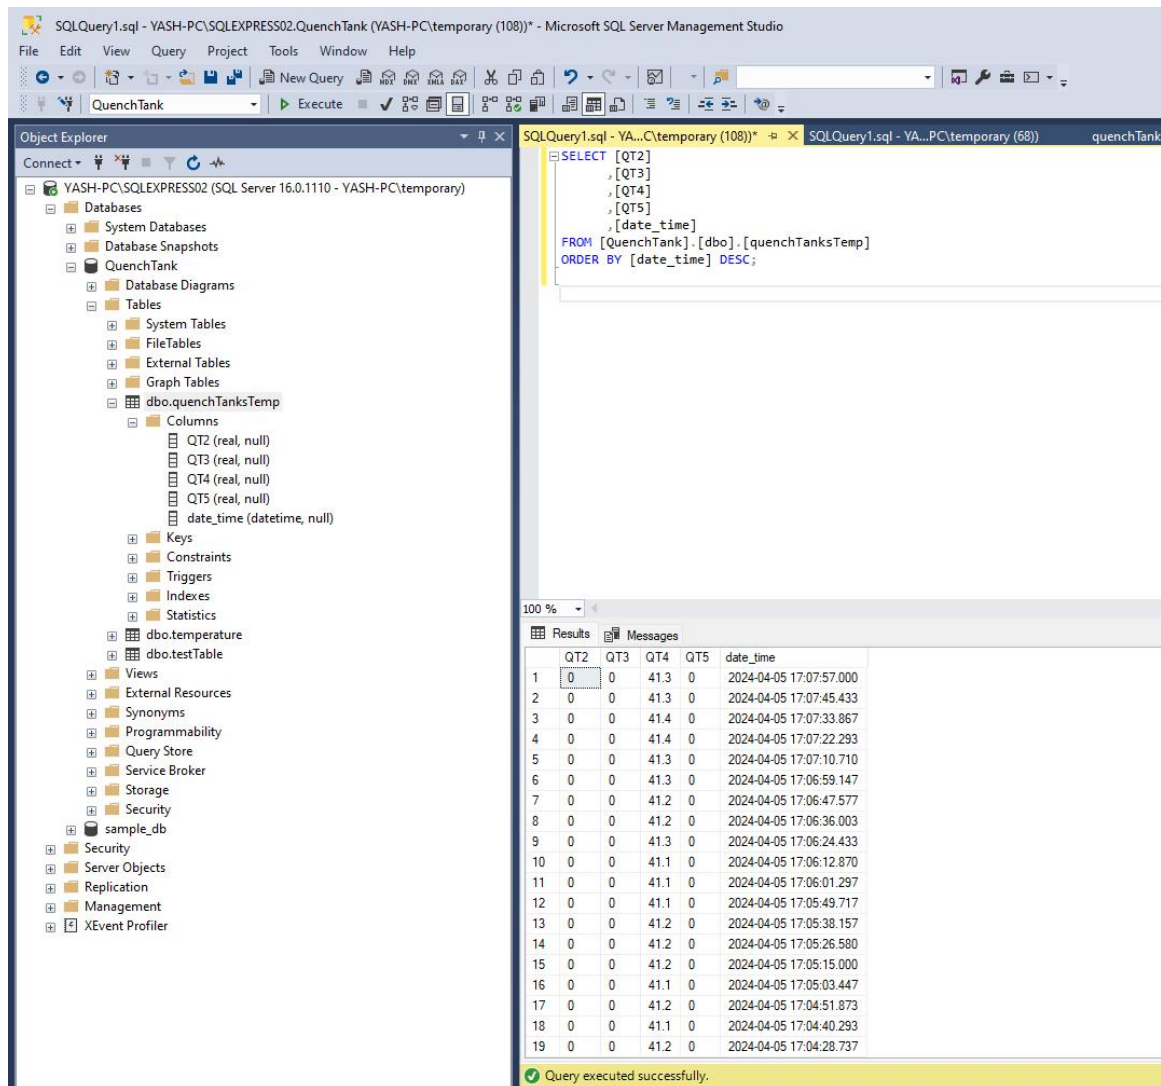 SQLQuery1.sql - YASH-PC\SQLEXPRESS02.QuenchTank (YASH-PC\temporary (108))* - Microsoft SQL Server Management Studio
File Edit View Query Project Tools Window Help
New Query MDX DMX XMLA DAX
QuenchTank Execute
Object Explorer
Connect
YASH-PC\SQLEXPRESS02 (SQL Server 16.0.1110 - YASH-PC\temporary)
Databases
System Databases
Database Snapshots
QuenchTank
Database Diagrams
Tables
System Tables
FileTables
External Tables
Graph Tables
dbo.quenchTanksTemp
Columns
QT2 (real, null)
QT3 (real, null)
QT4 (real, null)
QT5 (real, null)
date_time (datetime, null)
Keys
Constraints
Triggers
Indexes
Statistics
dbo.temperature
dbo.testTable
Views
External Resources
Synonyms
Programmability
Query Store
Service Broker
Storage
Security
sample_db
Security
Server Objects
Replication
Management
XEvent Profiler
SQLQuery1.sql - YA...C\temporary (108))* SQLQuery1.sql - YA...PC\temporary (68)) quenchTank
SELECT [QT2]
,[QT3]
,[QT4]
,[QT5]
,[date_time]
FROM [QuenchTank].[dbo].[quenchTanksTemp]
ORDER BY [date_time] DESC;
100 %
Results Messages
QT2 QT3 QT4 QT5 date_time
1 0 0 41.3 0 2024-04-05 17:07:57.000
2 0 0 41.3 0 2024-04-05 17:07:45.433
3 0 0 41.4 0 2024-04-05 17:07:33.867
4 0 0 41.4 0 2024-04-05 17:07:22.293
5 0 0 41.3 0 2024-04-05 17:07:10.710
6 0 0 41.3 0 2024-04-05 17:06:59.147
7 0 0 41.2 0 2024-04-05 17:06:47.577
8 0 0 41.2 0 2024-04-05 17:06:36.003
9 0 0 41.3 0 2024-04-05 17:06:24.433
10 0 0 41.1 0 2024-04-05 17:06:12.870
11 0 0 41.1 0 2024-04-05 17:06:01.297
12 0 0 41.1 0 2024-04-05 17:05:49.717
13 0 0 41.2 0 2024-04-05 17:05:38.157
14 0 0 41.2 0 2024-04-05 17:05:26.580
15 0 0 41.2 0 2024-04-05 17:05:15.000
16 0 0 41.1 0 2024-04-05 17:05:03.447
17 0 0 41.2 0 2024-04-05 17:04:51.873
18 0 0 41.1 0 2024-04-05 17:04:40.293
19 0 0 41.2 0 2024-04-05 17:04:28.737
Query executed successfully.